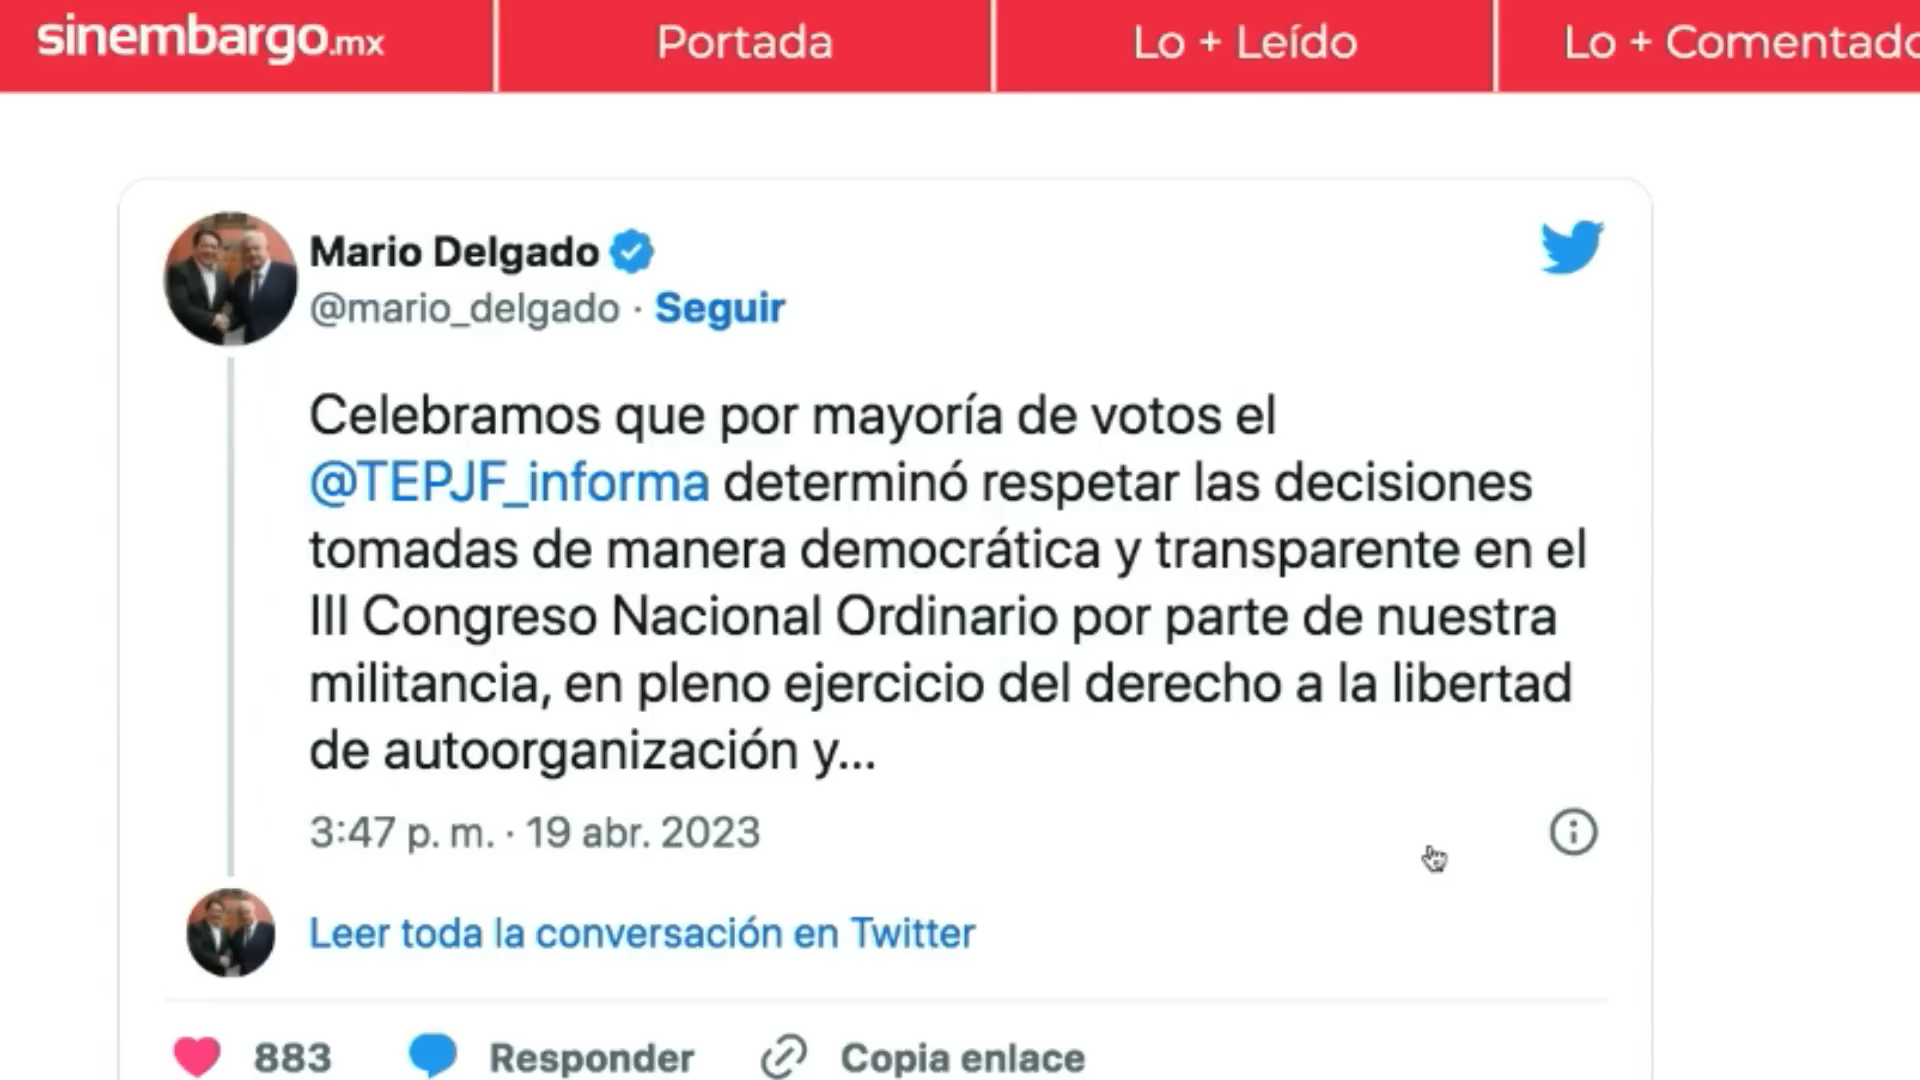 sinembargo.mx
Portada
Lo + Leído
Lo + Comentado
Mario Delgado
@mario_delgado · Seguir
Celebramos que por mayoría de votos el
@TEPJF_informa determinó respetar las decisiones
tomadas de manera democrática y transparente en el
III Congreso Nacional Ordinario por parte de nuestra
militancia, en pleno ejercicio del derecho a la libertad
de autoorganización y...
3:47 p. m. · 19 abr. 2023
Leer toda la conversación en Twitter
883
Responder
Copia enlace